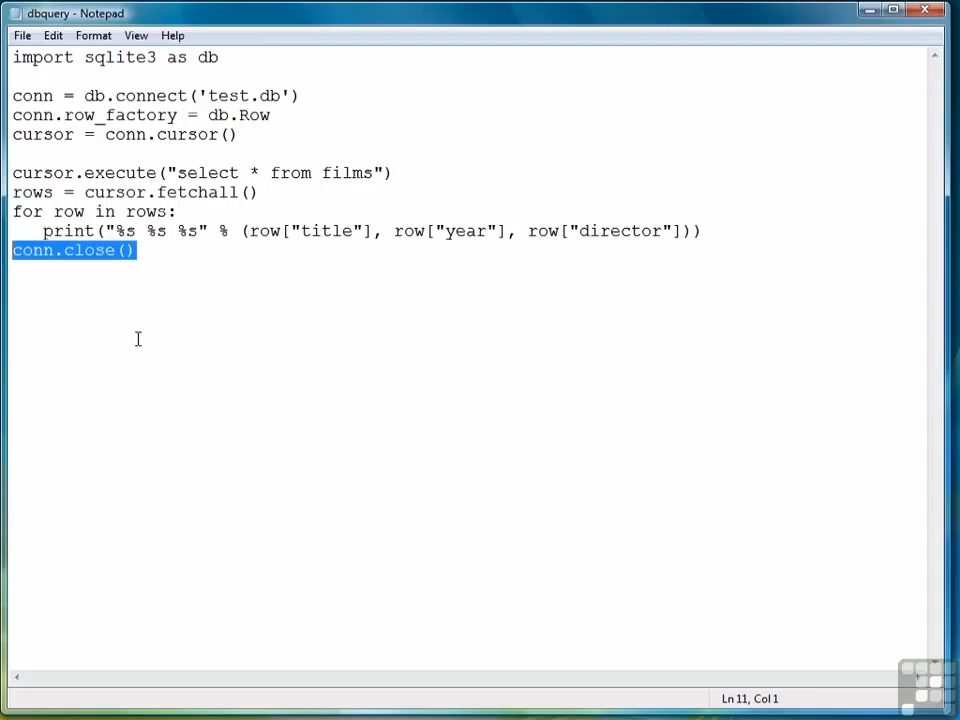 dbquery - Notepad
File Edit Format View Help
import sqlite3 as db
conn = db.connect('test.db')
conn.row_factory = db.Row
cursor = conn.cursor()
cursor.execute("select * from films")
rows = cursor.fetchall()
for row in rows:
print("%s %s %s" % (row["title"], row["year"], row["director"]))
conn.close()
Ln 11, Col 1